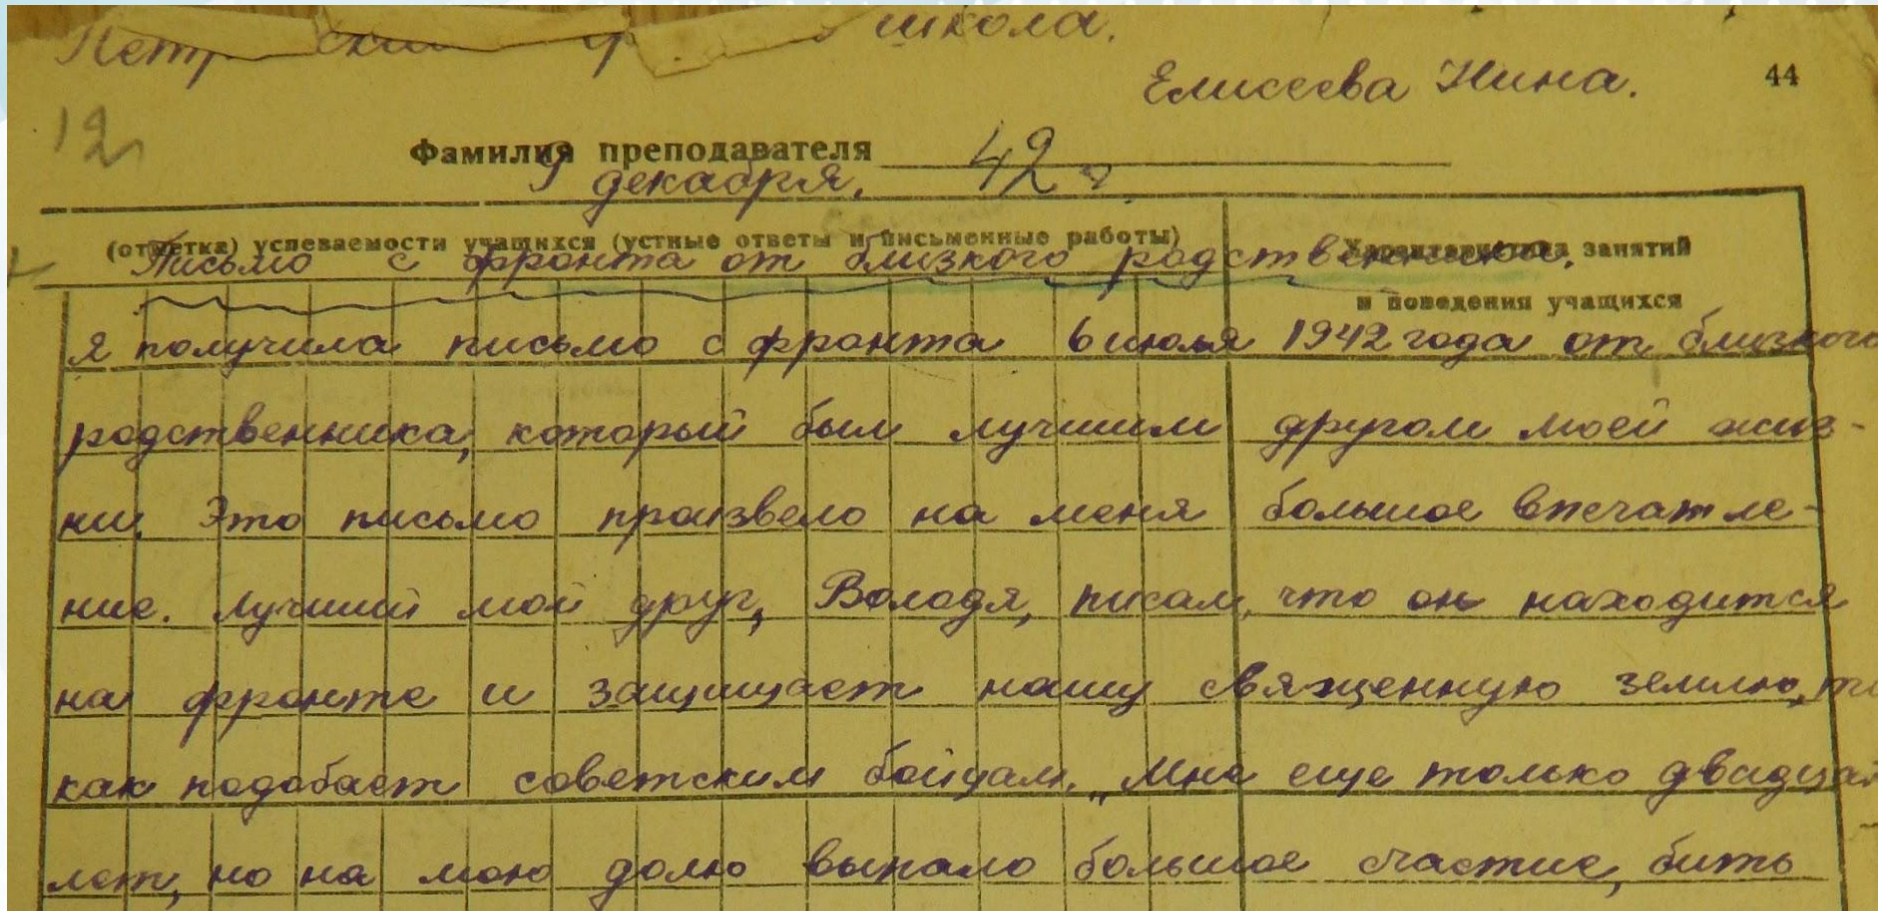 школа.
Елисеева Нина.
44
12
Фамилия преподавателя
9 декабря. 42 г.
(отметка) успеваемости учащихся (устные ответы и письменные работы)
Характеристика занятий
Письмо с фронта от близкого родственника.
и поведения учащихся
Я получила письмо с фронта 6 июля 1942 года от близкого
родственника, который был лучшим другом моей жиз-
ни. Это письмо произвело на меня большое впечатле-
ние. Лучший мой друг, Володя, писал, что он находится
на фронте и защищает нашу священную землю,
как подобает советским бойцам. „Мне еще только
лет, но на мою долю выпало большое счастие, бить